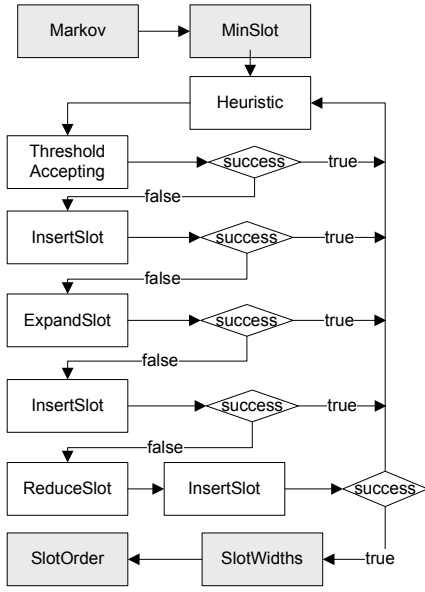 Markov
MinSlot
Heuristic
Threshold
Accepting
success
true
false
InsertSlot
success
true
false
ExpandSlot
success
true
false
InsertSlot
success
true
false
ReduceSlot
InsertSlot
success
SlotOrder
SlotWidths
true